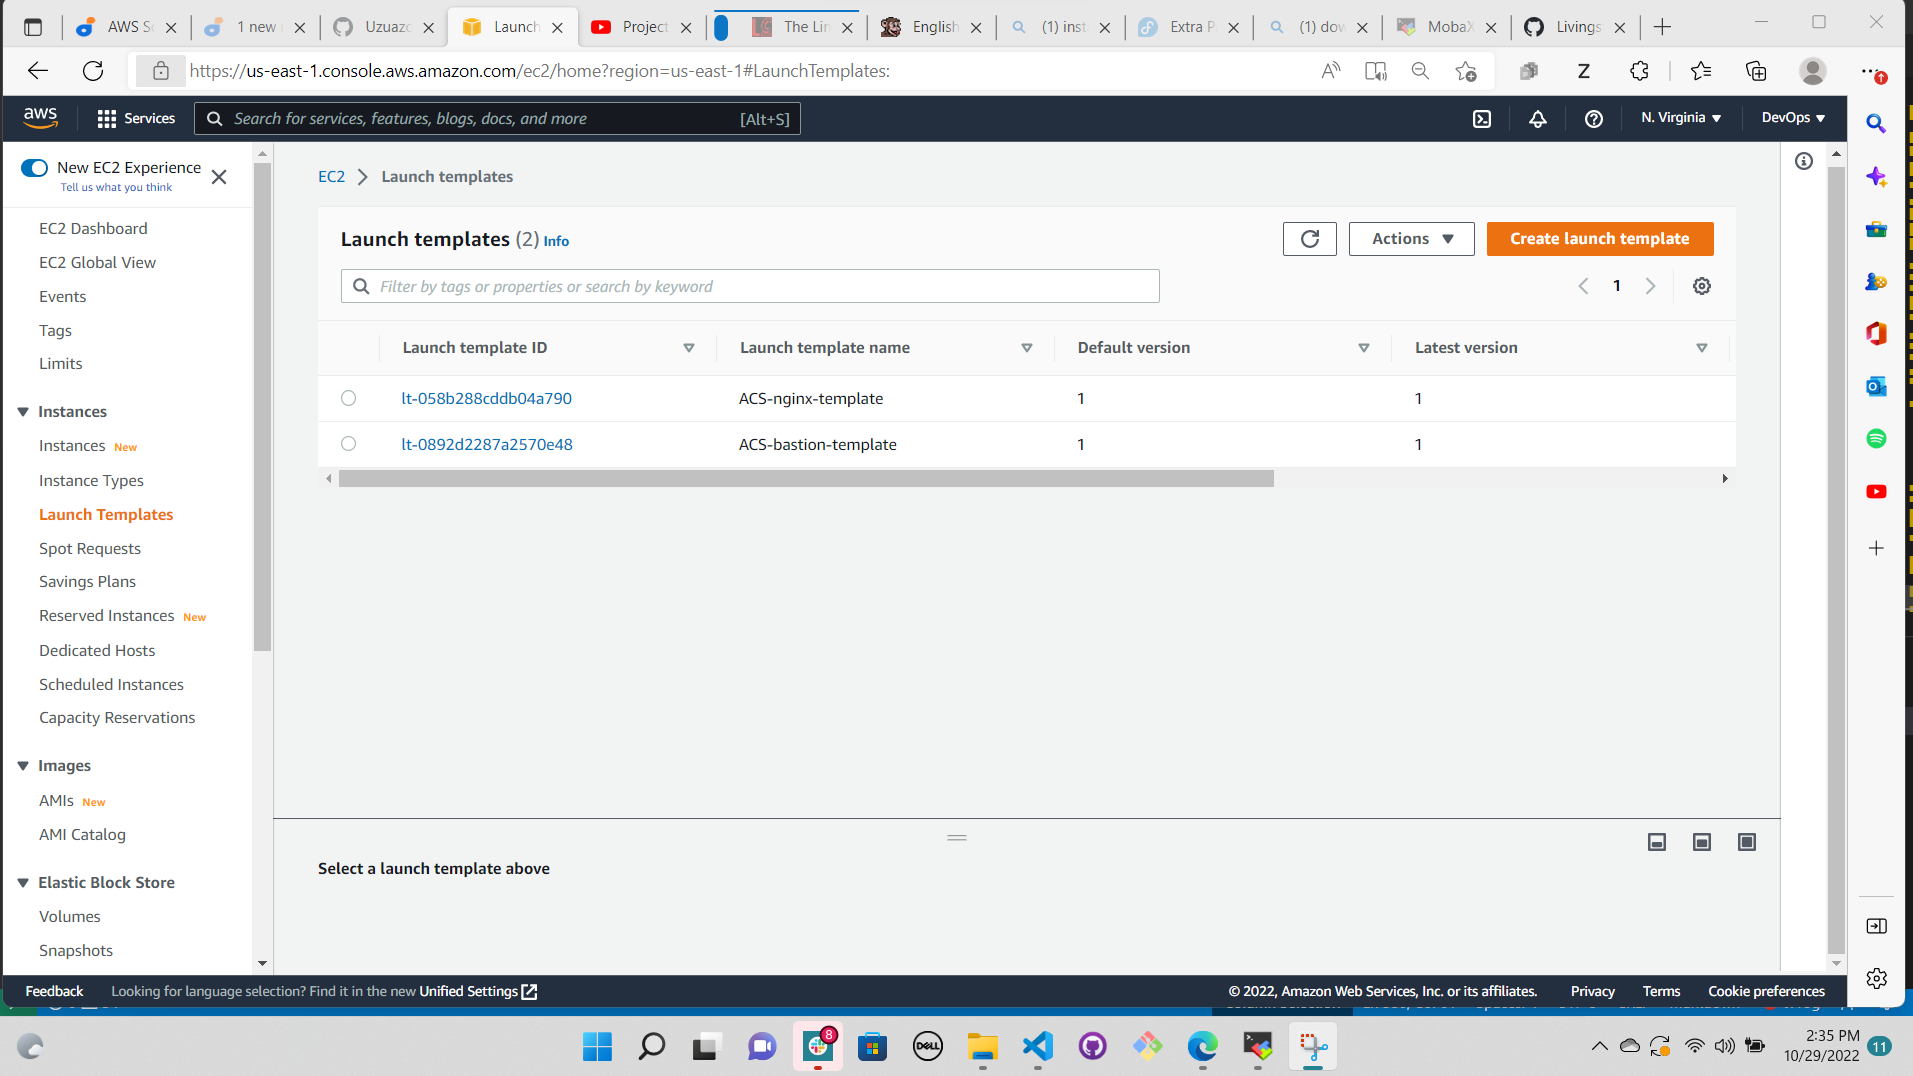 AWS S
1 new
Uzuazo
Launch
Project
The Lin
English
(1) inst
Extra P
(1) dow
MobaX
Livings
https://us-east-1.console.aws.amazon.com/ec2/home?region=us-east-1#LaunchTemplates:
aws
Services
Search for services, features, blogs, docs, and more
[Alt+S]
N. Virginia
DevOps
New EC2 Experience
Tell us what you think
EC2 Dashboard
EC2 Global View
Events
Tags
Limits
Instances
Instances New
Instance Types
Launch Templates
Spot Requests
Savings Plans
Reserved Instances New
Dedicated Hosts
Scheduled Instances
Capacity Reservations
Images
AMIs New
AMI Catalog
Elastic Block Store
Volumes
Snapshots
EC2 > Launch templates
Launch templates (2) Info
Actions
Create launch template
Filter by tags or properties or search by keyword
1
Launch template ID Launch template name Default version Latest version
lt-058b288cddb04a790 ACS-nginx-template 1 1
lt-0892d2287a2570e48 ACS-bastion-template 1 1
Select a launch template above
Feedback
Looking for language selection? Find it in the new Unified Settings
© 2022, Amazon Web Services, Inc. or its affiliates.
Privacy
Terms
Cookie preferences
8
DELL
2:35 PM
10/29/2022
11